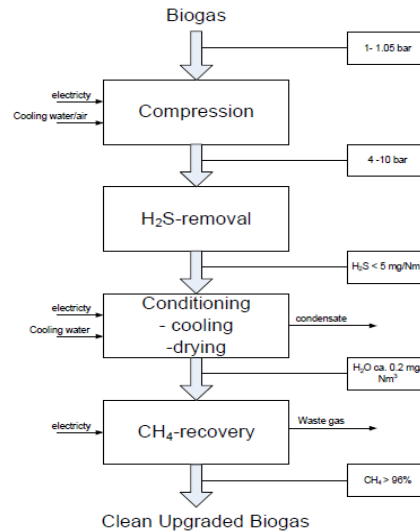 Biogas
1- 1.05 bar
electricty
Cooling water/air
Compression
4 -10 bar
H₂S-removal
H₂S < 5 mg/Nm
electricty
Cooling water
Conditioning
- cooling
-drying
condensate
H₂O ca. 0.2 mg/
Nm³
electricty
CH₄-recovery
Waste gas
CH₄ > 96%
Clean Upgraded Biogas